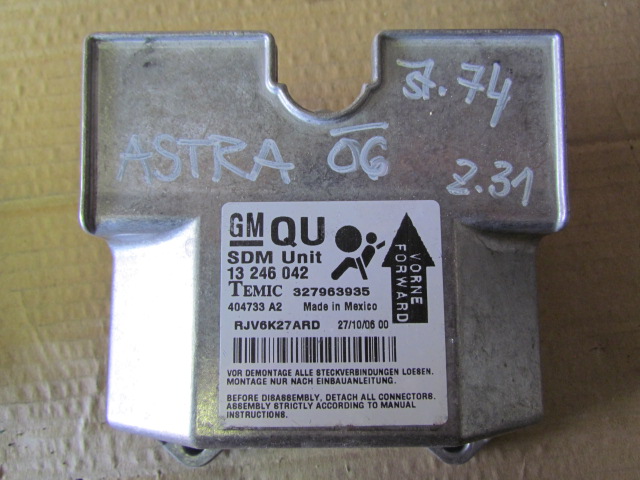 St. 74
ASTRA 06
Z.31
GM QU
SDM Unit
13 246 042
TEMIC 327963935
404733 A2 Made in Mexico
RJV6K27ARD 27/10/06 00
VORNE
FORWARD
VOR DEMONTAGE ALLE STECKVERBINDUNGEN LOESEN.
MONTAGE NUR NACH EINBAUANLEITUNG.
BEFORE DISASSEMBLY, DETACH ALL CONNECTORS.
ASSEMBLY STRICTLY ACCORDING TO MANUAL
INSTRUCTIONS.